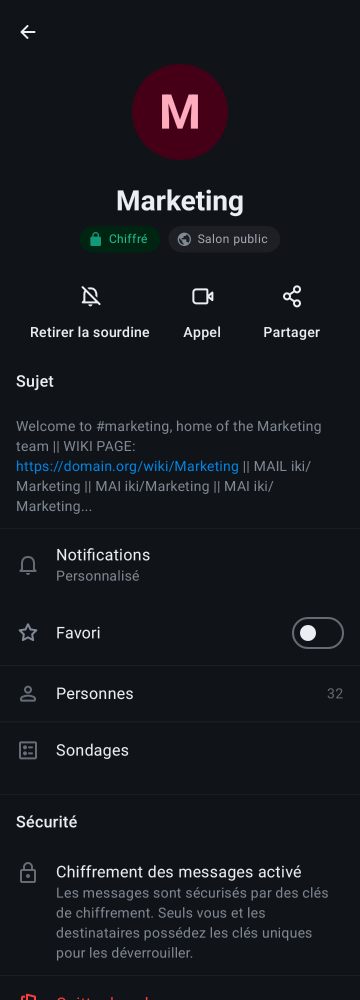 M
Marketing
Chiffré
Salon public
Retirer la sourdine
Appel
Partager
Sujet
Welcome to #marketing, home of the Marketing
team || WIKI PAGE:
https://domain.org/wiki/Marketing || MAIL iki/
Marketing || MAI iki/Marketing || MAI iki/
Marketing...
Notifications
Personnalisé
Favori
Personnes 32
Sondages
Sécurité
Chiffrement des messages activé
Les messages sont sécurisés par des clés
de chiffrement. Seuls vous et les
destinataires possédez les clés uniques
pour les déverrouiller.